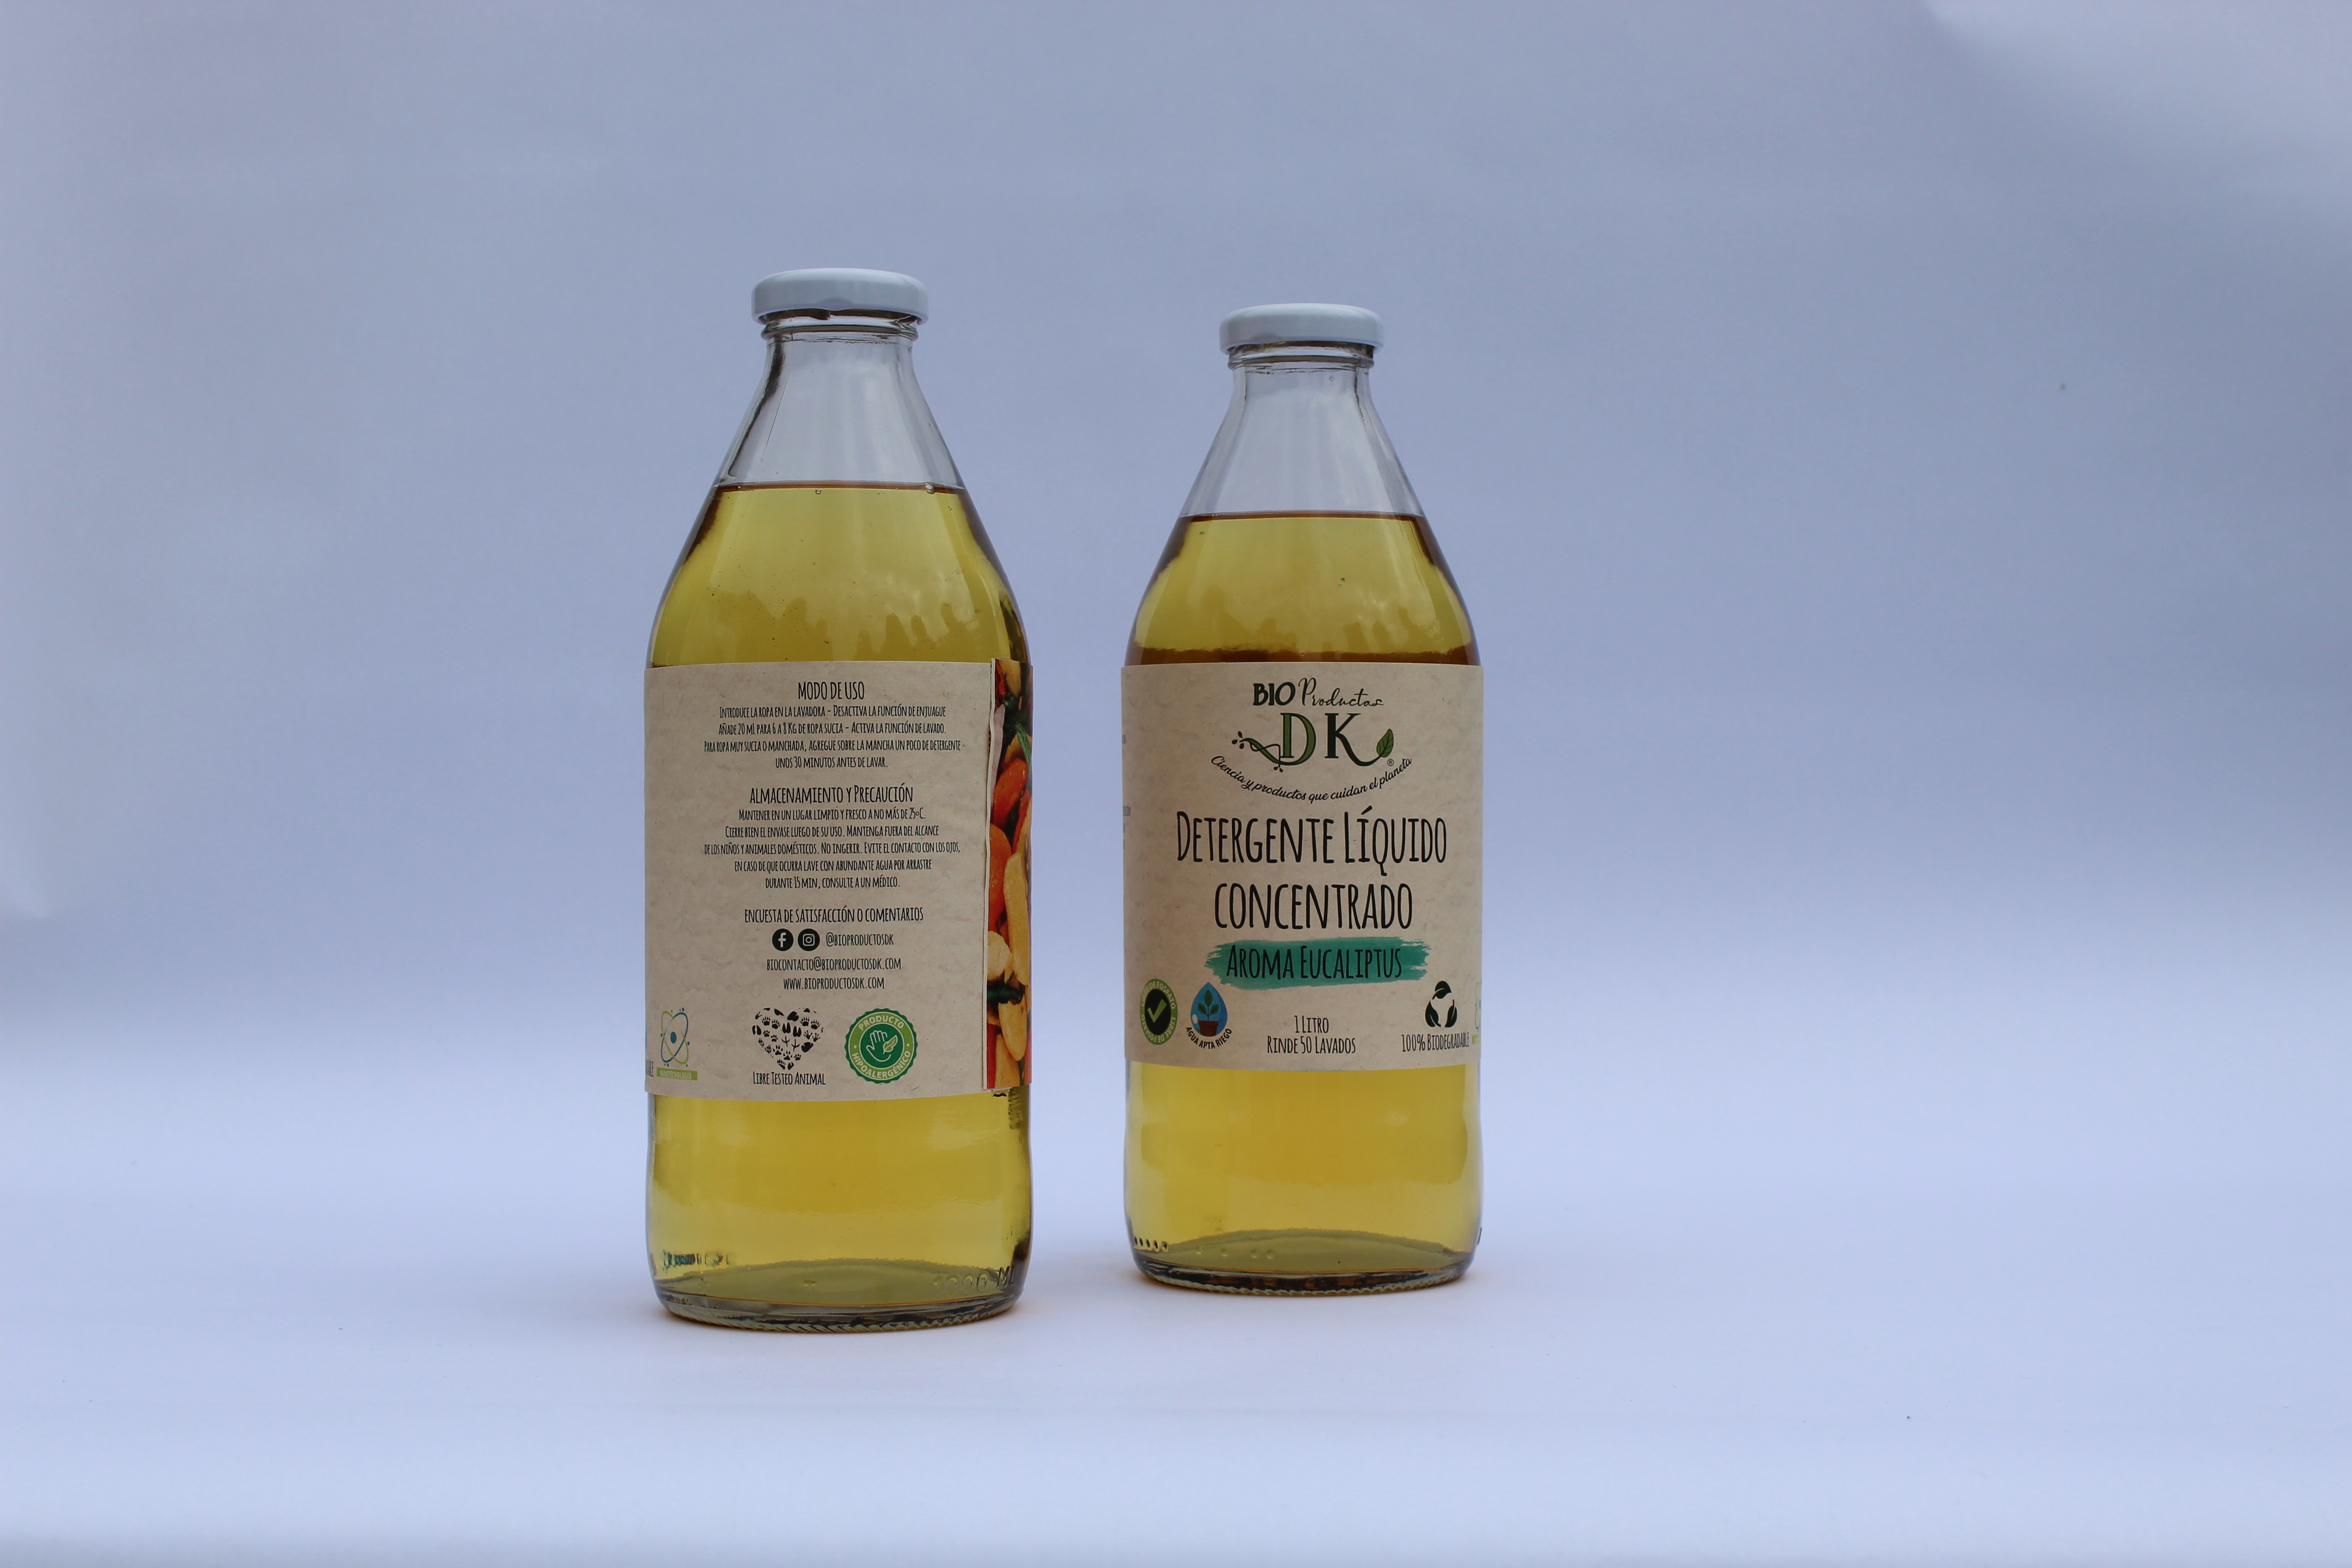 MODO DE USO
INTRODUCE LA ROPA EN LA LAVADORA - DESACTIVA LA FUNCIÓN DE ENJUAGUE
AÑADE 20 ML PARA 6 A 8 KG DE ROPA SUCIA - ACTIVA LA FUNCIÓN DE LAVADO.
PARA ROPA MUY SUCIA O MANCHADA, AGREGUE SOBRE LA MANCHA UN POCO DE DETERGENTE -
UNOS 30 MINUTOS ANTES DE LAVAR.
ALMACENAMIENTO Y PRECAUCIÓN
MANTENER EN UN LUGAR LIMPIO Y FRESCO A NO MÁS DE 25ºC.
CIERRE BIEN EL ENVASE LUEGO DE SU USO. MANTENGA FUERA DEL ALCANCE
DE LOS NIÑOS Y ANIMALES DOMÉSTICOS. NO INGERIR. EVITE EL CONTACTO CON LOS OJOS,
EN CASO DE QUE OCURRA LAVE CON ABUNDANTE AGUA POR ARRASTRE
DURANTE 15 MIN, CONSULTE A UN MÉDICO.
ENCUESTA DE SATISFACCIÓN O COMENTARIOS
@BIOPRODUCTOSDK
BIOCONTACTO@BIOPRODUCTOSDK.COM
WWW.BIOPRODUCTOSDK.COM
LIBRE TESTEO ANIMAL
PRODUCTO
HIPOALERGÉNICO
1000 ML
BIO Productos
DK
®
Ciencia y productos que cuidan el planeta
DETERGENTE LÍQUIDO
CONCENTRADO
AROMA EUCALIPTUS
AGUA APTA RIEGO
1 LITRO
RINDE 50 LAVADOS
100% BIODEGRADABLE